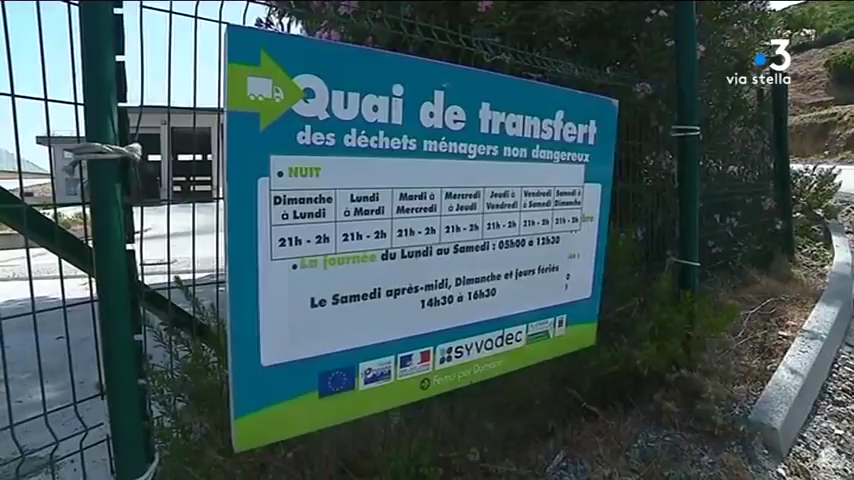 3
via stella
Quai de transfert
des déchets ménagers non dangereux
• NUIT
Dimanche à Lundi | Lundi à Mardi | Mardi à Mercredi | Mercredi à Jeudi | Jeudi à Vendredi | Vendredi à Samedi | Samedi à Dimanche
21h - 2h | 21h - 2h | 21h - 2h | 21h - 2h | 21h - 2h | 21h - 2h | 21h - 2h
• La journée du Lundi au Samedi : 05h00 à 12h30
Le Samedi après-midi, Dimanche et jours fériés
14h30 à 16h30
SYVADEC